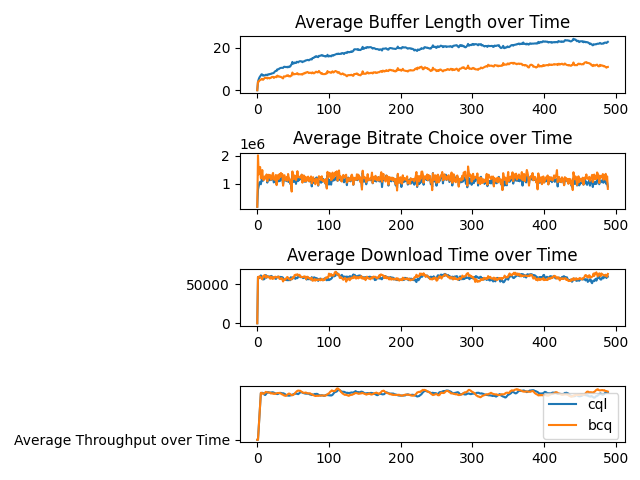 Average Buffer Length over Time
20
0
0 100 200 300 400 500
Average Bitrate Choice over Time
1e6
2
1
0 100 200 300 400 500
Average Download Time over Time
50000
0
0 100 200 300 400 500
Average Throughput over Time
cql
bcq
0 100 200 300 400 500